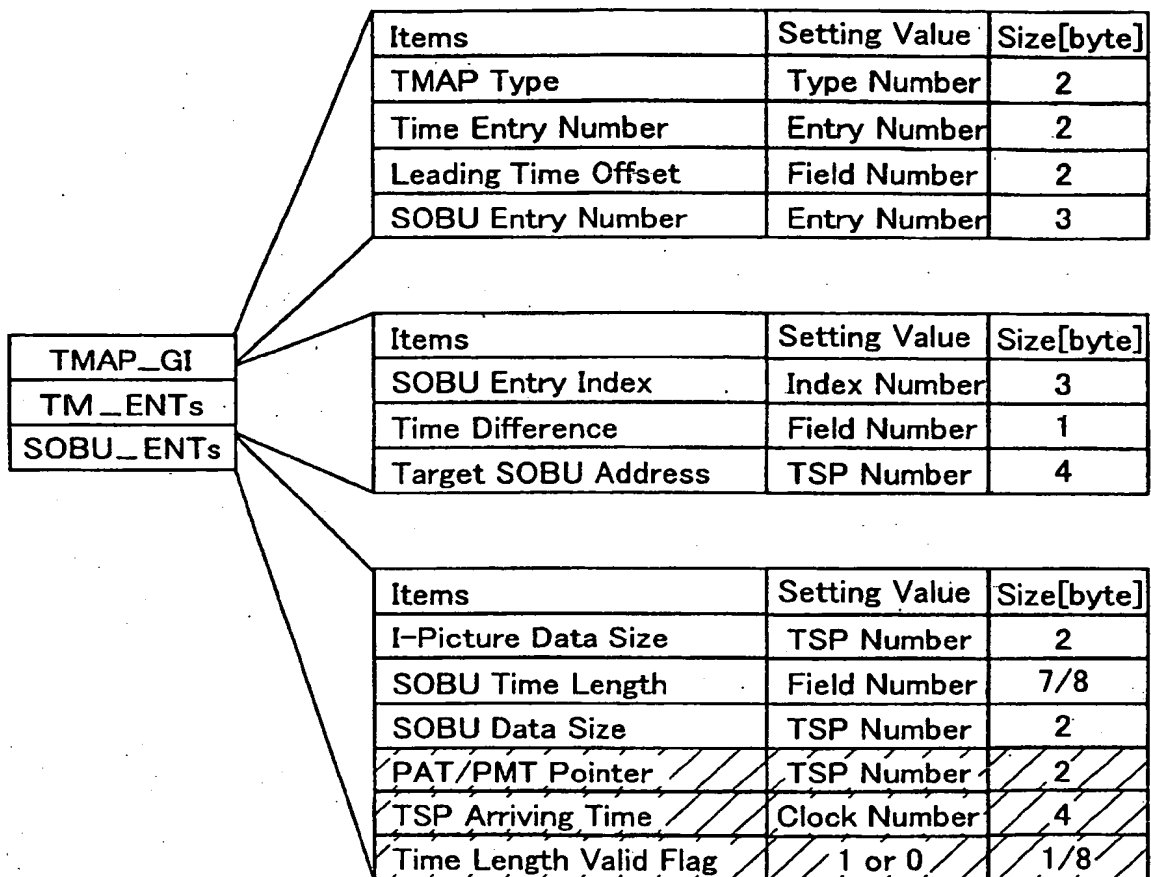 Items Setting Value Size[byte]
TMAP Type Type Number 2
Time Entry Number Entry Number 2
Leading Time Offset Field Number 2
SOBU Entry Number Entry Number 3
TMAP_GI
TM_ENTs
SOBU_ENTs
Items Setting Value Size[byte]
SOBU Entry Index Index Number 3
Time Difference Field Number 1
Target SOBU Address TSP Number 4
Items Setting Value Size[byte]
I-Picture Data Size TSP Number 2
SOBU Time Length Field Number 7/8
SOBU Data Size TSP Number 2
PAT/PMT Pointer TSP Number 2
TSP Arriving Time Clock Number 4
Time Length Valid Flag 1 or 0 1/8